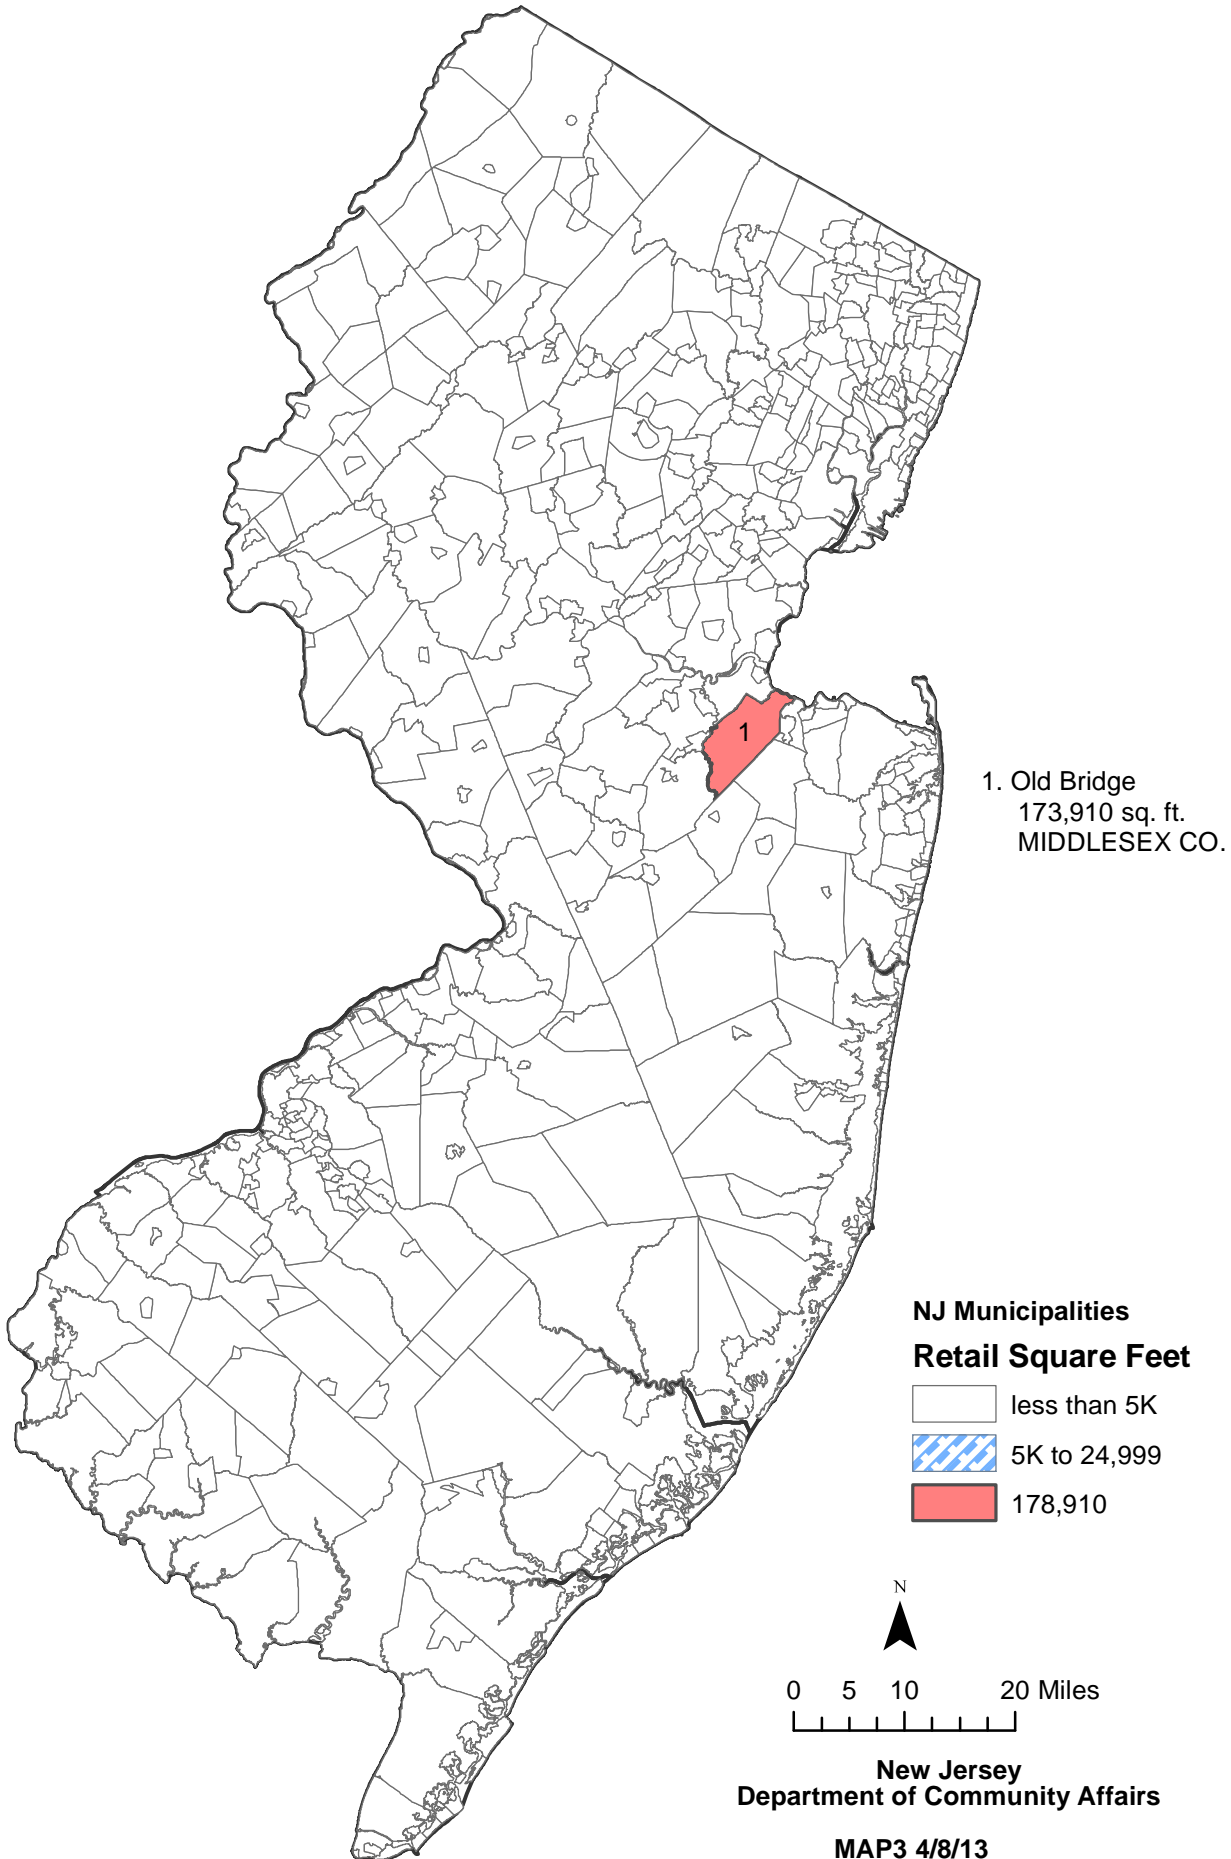 1
1. Old Bridge
173,910 sq. ft.
MIDDLESEX CO.
NJ Municipalities
Retail Square Feet
less than 5K
5K to 24,999
178,910
N
0 5 10 20 Miles
New Jersey
Department of Community Affairs
MAP3 4/8/13